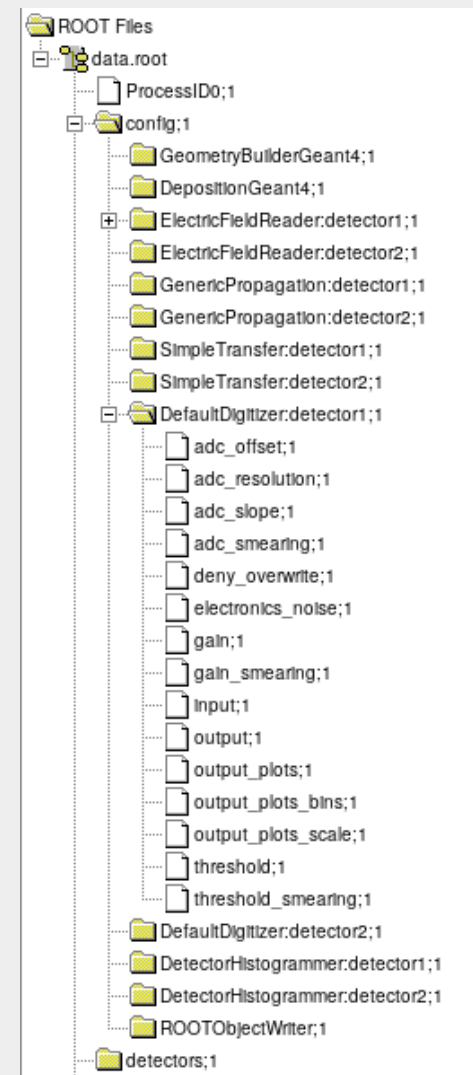 ROOT Files
data.root
ProcessID0;1
config;1
GeometryBuilderGeant4;1
DepositionGeant4;1
ElectricFieldReader:detector1;1
ElectricFieldReader:detector2;1
GenericPropagation:detector1;1
GenericPropagation:detector2;1
SimpleTransfer:detector1;1
SimpleTransfer:detector2;1
DefaultDigitizer:detector1;1
adc_offset;1
adc_resolution;1
adc_slope;1
adc_smearing;1
deny_overwrite;1
electronics_noise;1
gain;1
gain_smearing;1
input;1
output;1
output_plots;1
output_plots_bins;1
output_plots_scale;1
threshold;1
threshold_smearing;1
DefaultDigitizer:detector2;1
DetectorHistogrammer:detector1;1
DetectorHistogrammer:detector2;1
ROOTObjectWriter;1
detectors;1